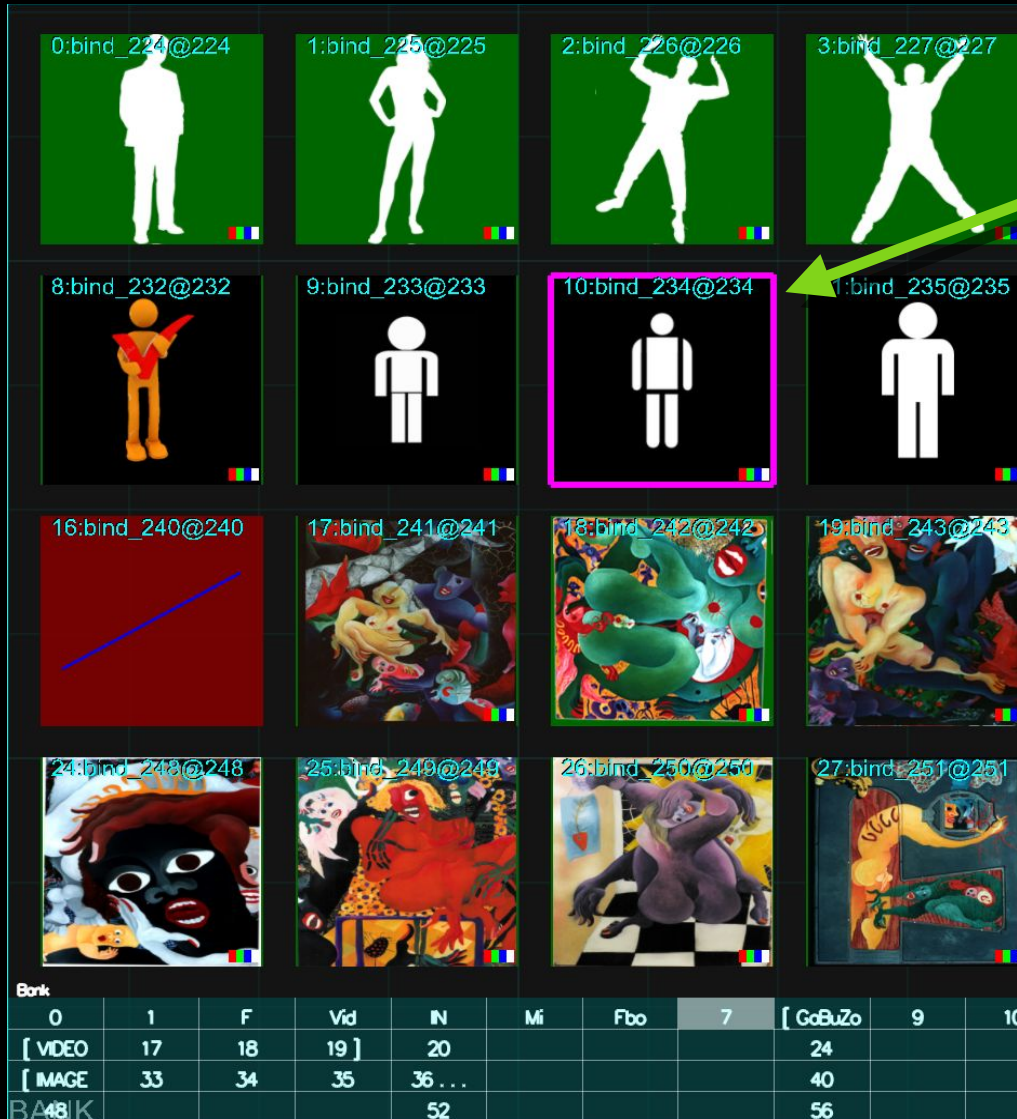 0:bind_224@224 1:bind_225@225 2:bind_226@226 3:bind_227@227
8:bind_232@232 9:bind_233@233 10:bind_234@234 :bind_235@235
16:bind_240@240 17:bind_241@241 18:bind_242@242 19:bind_243@243
24:bind_248@248 25:bind_249@249 26:bind_250@250 27:bind_251@251
Bank
0 1 F Vid IN Mi Fbo 7 [ GoBuZo 9 10
[ VIDEO 17 18 19 ] 20 24
[ IMAGE 33 34 35 36 . . . 40
48 52 56
BANK